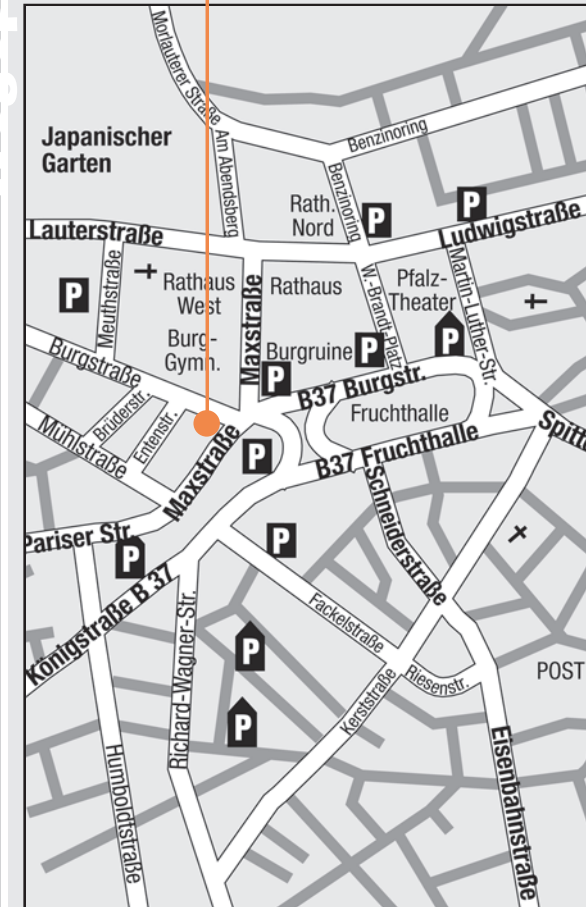 Morlauterer Straße
Japanischer
Garten
Am Abendsberg
Benzinoring
Benzinoring
Rath.
Nord
P
P
Lauterstraße
Ludwigstraße
Meuthstraße
P
Rathaus
West
Maxstraße
Rathaus
W.-Brandt-Platz
Pfalz-
Theater
Martin-Luther-Str.
Burg-
Gymn.
Burgruine
P
P
P
Burgstraße
B37 Burgstr.
Brüderstr.
Entenstr.
Fruchthalle
Mühlstraße
Maxstraße
P
B37 Fruchthalle
Spitt
Pariser Str.
P
P
Schneiderstraße
Königstraße B 37
Fackelstraße
Richard-Wagner-Str.
P
P
Kerststraße
Riesenstr.
POST
Humboldtstraße
Eisenbahnstraße